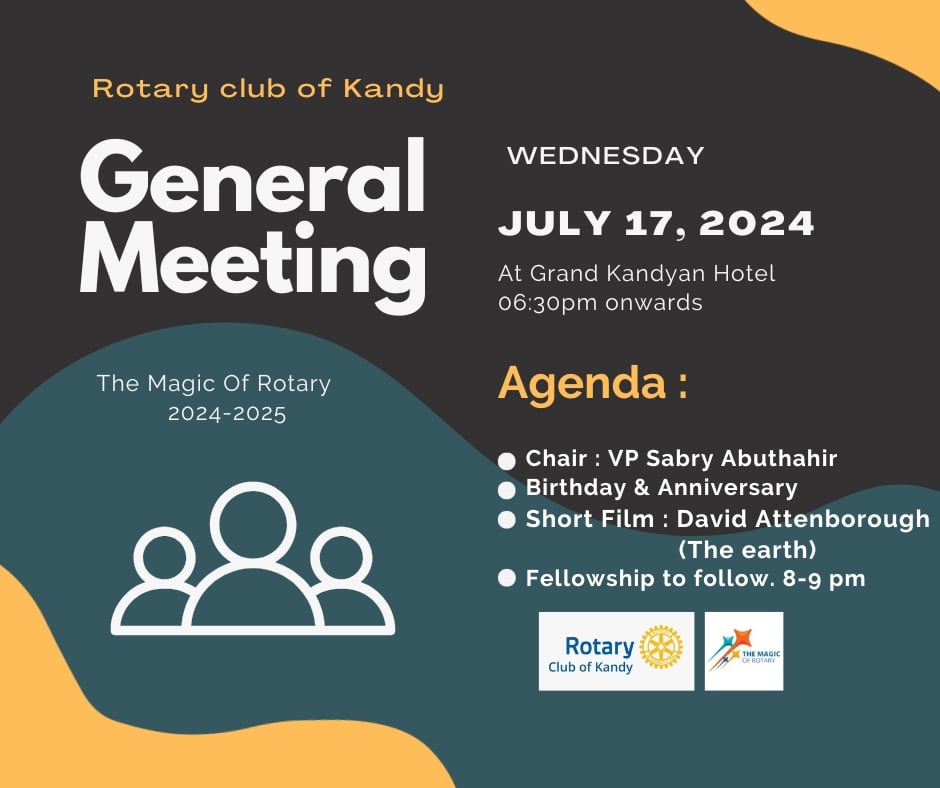 Rotary club of Kandy
General
Meeting
The Magic Of Rotary
2024-2025
WEDNESDAY
JULY 17, 2024
At Grand Kandyan Hotel
06:30pm onwards
Agenda :
Chair : VP Sabry Abuthahir
Birthday & Anniversary
Short Film : David Attenborough
(The earth)
Fellowship to follow. 8-9 pm
Rotary
Club of Kandy
THE MAGIC
OF ROTARY